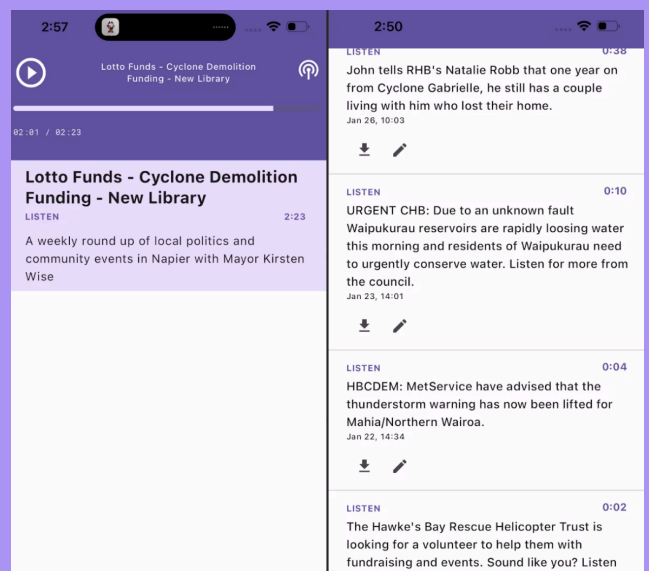 2:57
Lotto Funds - Cyclone Demolition
Funding - New Library
02:01 / 02:23
Lotto Funds - Cyclone Demolition
Funding - New Library
LISTEN 2:23
A weekly round up of local politics and
community events in Napier with Mayor Kirsten
Wise
2:50
LISTEN 0:38
John tells RHB's Natalie Robb that one year on
from Cyclone Gabrielle, he still has a couple
living with him who lost their home.
Jan 26, 10:03
LISTEN 0:10
URGENT CHB: Due to an unknown fault
Waipukurau reservoirs are rapidly loosing water
this morning and residents of Waipukurau need
to urgently conserve water. Listen for more from
the council.
Jan 23, 14:01
LISTEN 0:04
HBCDEM: MetService have advised that the
thunderstorm warning has now been lifted for
Mahia/Northern Wairoa.
Jan 22, 14:34
LISTEN 0:02
The Hawke's Bay Rescue Helicopter Trust is
looking for a volunteer to help them with
fundraising and events. Sound like you? Listen